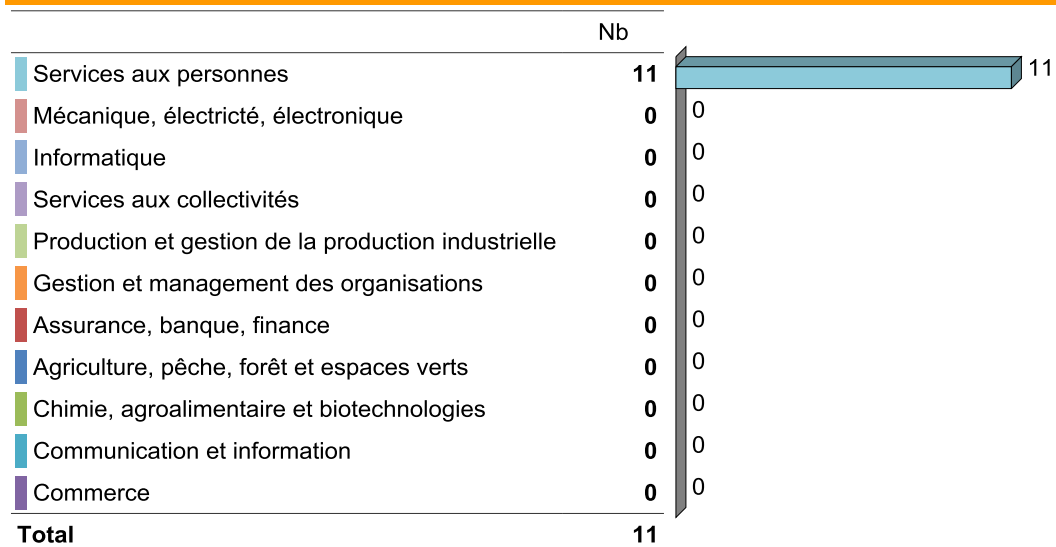 Nb
Services aux personnes 11 11
Mécanique, électricté, électronique 0 0
Informatique 0 0
Services aux collectivités 0 0
Production et gestion de la production industrielle 0 0
Gestion et management des organisations 0 0
Assurance, banque, finance 0 0
Agriculture, pêche, forêt et espaces verts 0 0
Chimie, agroalimentaire et biotechnologies 0 0
Communication et information 0 0
Commerce 0 0
Total 11